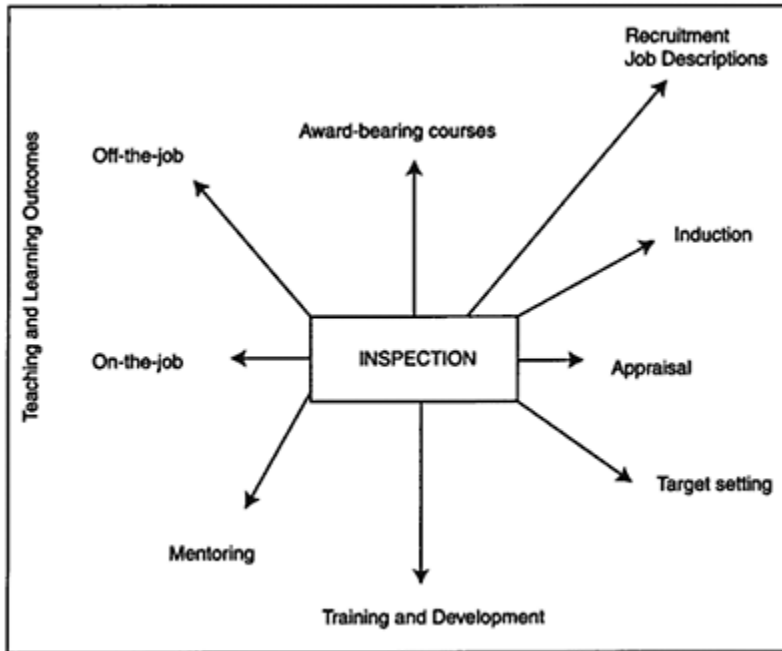 Recruitment
Job Descriptions
Award-bearing courses
Off-the-job
Teaching and Learning Outcomes
Induction
INSPECTION
On-the-job
Appraisal
Target setting
Mentoring
Training and Development